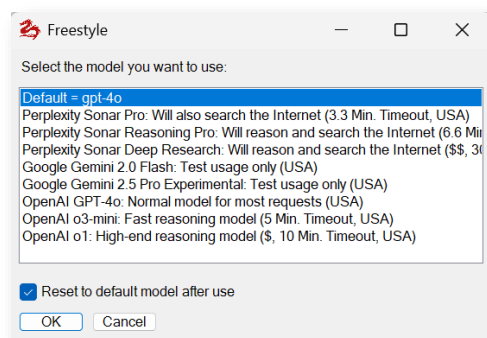 Freestyle
Select the model you want to use:
Default = gpt-4o
Perplexity Sonar Pro: Will also search the Internet (3.3 Min. Timeout, USA)
Perplexity Sonar Reasoning Pro: Will reason and search the Internet (6.6 Mi
Perplexity Sonar Deep Research: Will reason and search the Internet ($$, 30
Google Gemini 2.0 Flash: Test usage only (USA)
Google Gemini 2.5 Pro Experimental: Test usage only (USA)
OpenAI GPT-4o: Normal model for most requests (USA)
OpenAI o3-mini: Fast reasoning model (5 Min. Timeout, USA)
OpenAI o1: High-end reasoning model ($, 10 Min. Timeout, USA)
Reset to default model after use
OK Cancel